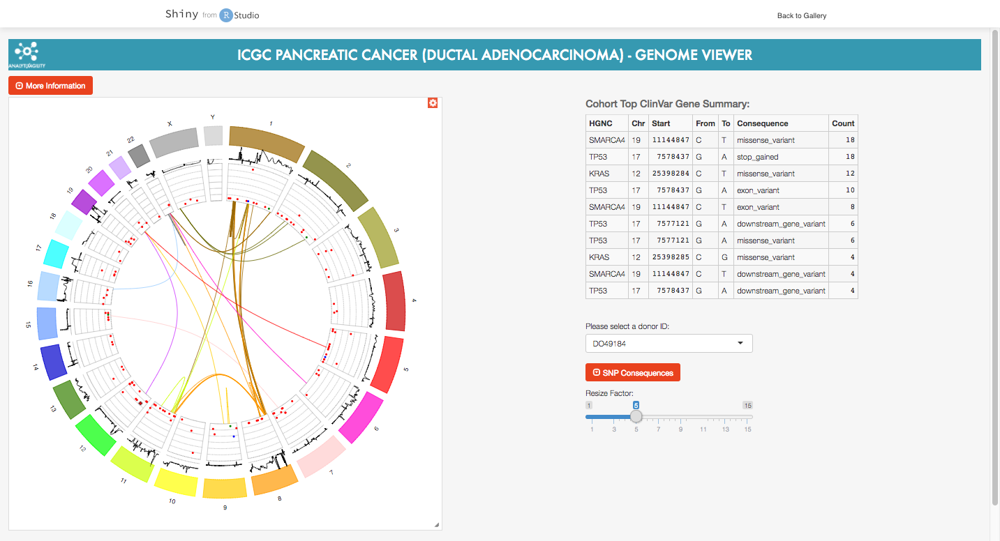 Shiny from R Studio
Back to Gallery
ANALYTIXAGILITY
ICGC PANCREATIC CANCER (DUCTAL ADENOCARCINOMA) - GENOME VIEWER
More Information
1
2
3
4
5
6
7
8
9
10
11
12
13
14
15
16
17
18
19
20
21
22
X
Y
Cohort Top ClinVar Gene Summary:
HGNC Chr Start From To Consequence Count
SMARCA4 19 11144847 C T missense_variant 18
TP53 17 7578437 G A stop_gained 18
KRAS 12 25398284 C T missense_variant 12
TP53 17 7578437 G A exon_variant 10
SMARCA4 19 11144847 C T exon_variant 8
TP53 17 7577121 G A downstream_gene_variant 6
TP53 17 7577121 G A missense_variant 6
KRAS 12 25398285 C G missense_variant 4
SMARCA4 19 11144847 C T downstream_gene_variant 4
TP53 17 7578437 G A downstream_gene_variant 4
Please select a donor ID:
DO49184
SNP Consequences
Resize Factor:
1 5 15
1 3 5 7 9 11 13 15